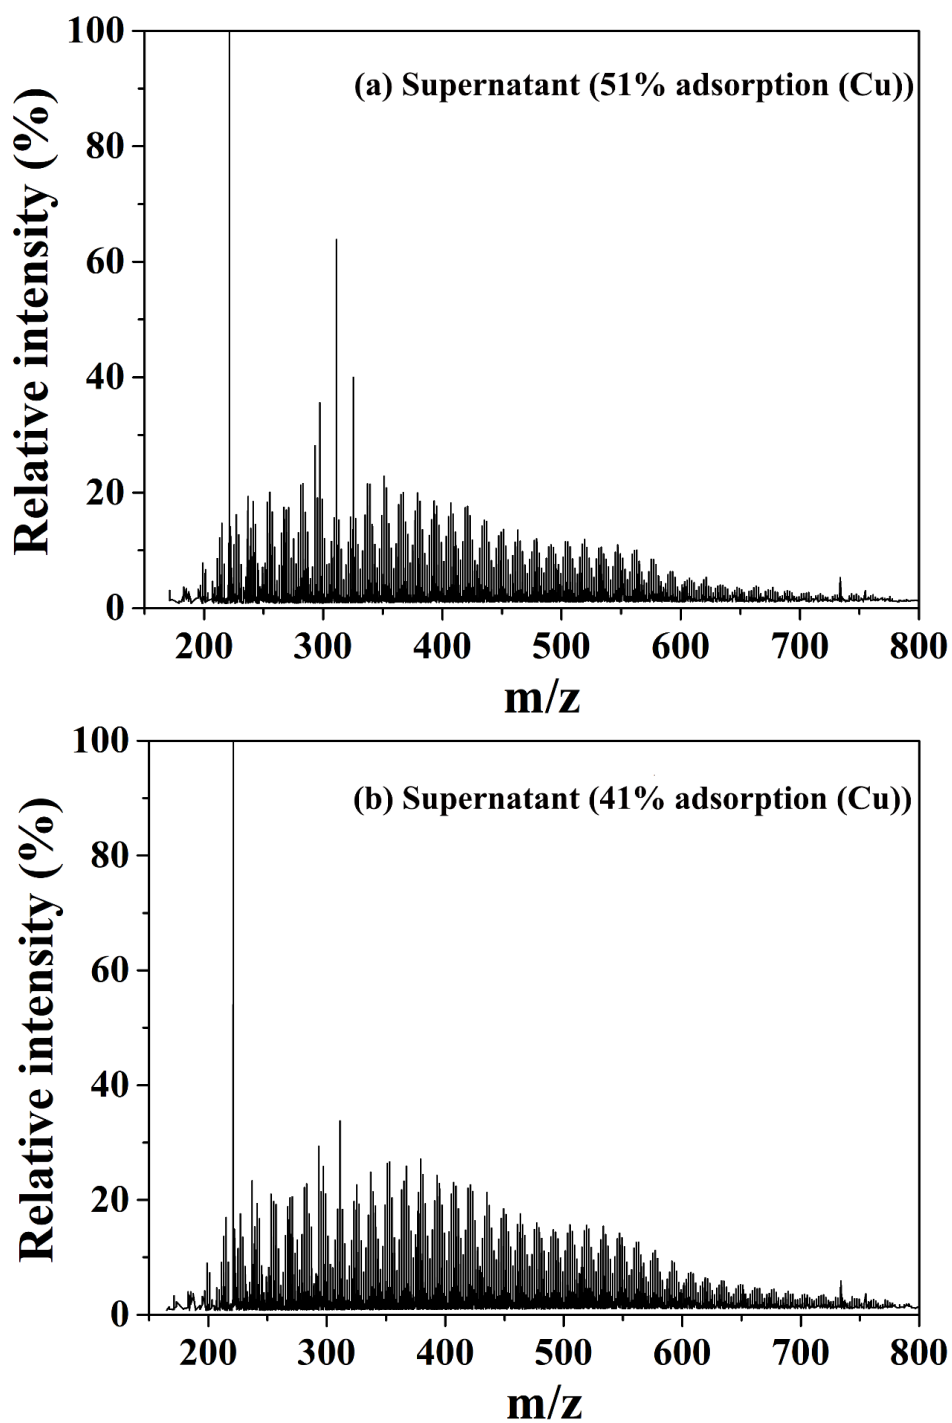 100
80
60
40
20
0
Relative intensity (%)
(a) Supernatant (51% adsorption (Cu))
200 300 400 500 600 700 800
m/z
100
80
60
40
20
0
Relative intensity (%)
(b) Supernatant (41% adsorption (Cu))
200 300 400 500 600 700 800
m/z